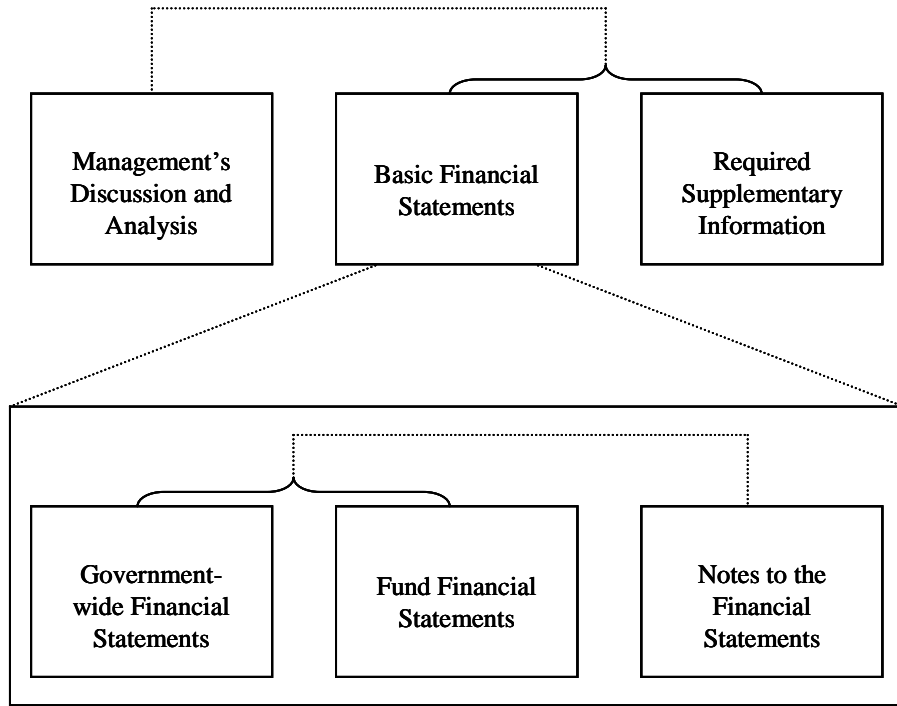 Management’s
Discussion and
Analysis
Basic Financial
Statements
Required
Supplementary
Information
Government-
wide Financial
Statements
Fund Financial
Statements
Notes to the
Financial
Statements